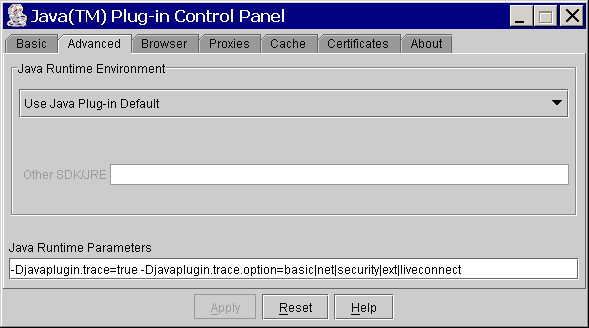 Java(TM) Plug-in Control Panel
Basic Advanced Browser Proxies Cache Certificates About
Java Runtime Environment
Use Java Plug-in Default
Other SDK/JRE
Java Runtime Parameters
-Djavaplugin.trace=true -Djavaplugin.trace.option=basic|net|security|ext|liveconnect
Apply Reset Help